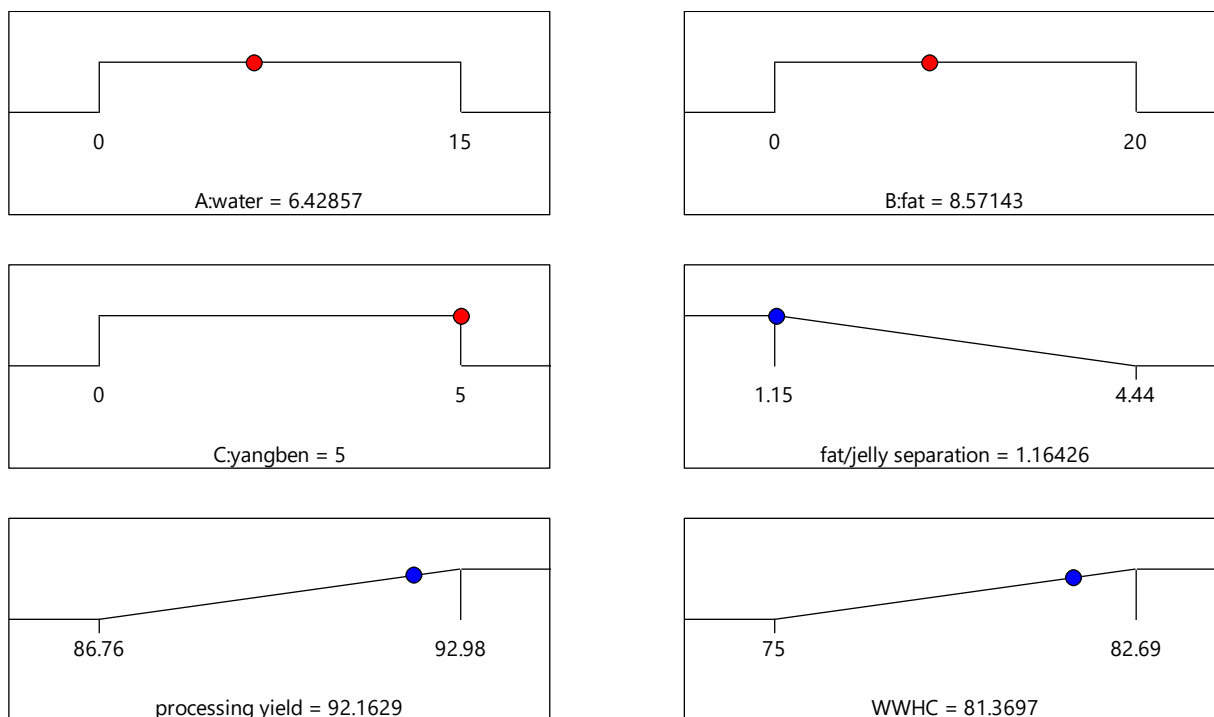 0 15
A:water = 6.42857
0 20
B:fat = 8.57143
0 5
C:yangben = 5
1.15 4.44
fat/jelly separation = 1.16426
86.76 92.98
processing yield = 92.1629
75 82.69
WWHC = 81.3697